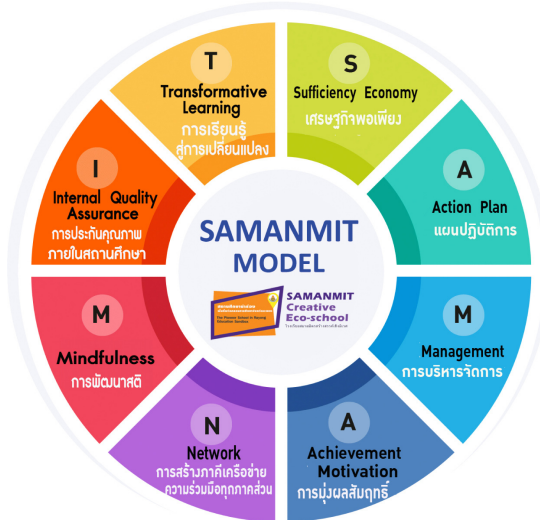 SAMANMIT
MODEL
SAMANMIT
Creative
Eco-school
S
Sufficiency Economy
เศรษฐกิจพอเพียง
A
Action Plan
แผนปฏิบัติการ
M
Management
การบริหารจัดการ
A
Achievement
Motivation
การมุ่งผลสัมฤทธิ์
N
Network
การสร้างภาคีเครือข่าย
ความร่วมมือทุกภาคส่วน
M
Mindfulness
การพัฒนาสติ
I
Internal Quality
Assurance
การประกันคุณภาพ
ภายในสถานศึกษา
T
Transformative
Learning
การเรียนรู้
สู่การเปลี่ยนแปลง